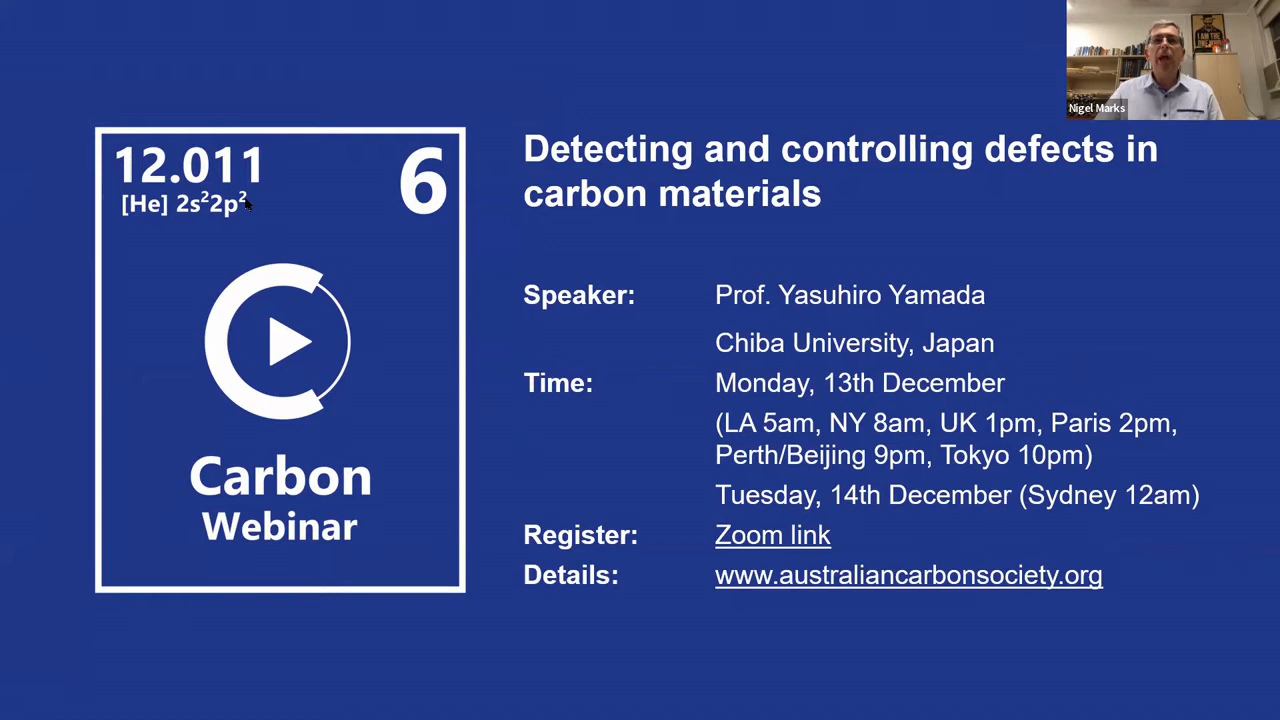 12.011
6
[He] 2s²2p²
Carbon
Webinar
Detecting and controlling defects in
carbon materials
Speaker: Prof. Yasuhiro Yamada
Chiba University, Japan
Time: Monday, 13th December
(LA 5am, NY 8am, UK 1pm, Paris 2pm,
Perth/Beijing 9pm, Tokyo 10pm)
Tuesday, 14th December (Sydney 12am)
Register: Zoom link
Details: www.australiancarbonsociety.org
I AM THE
Nigel Marks